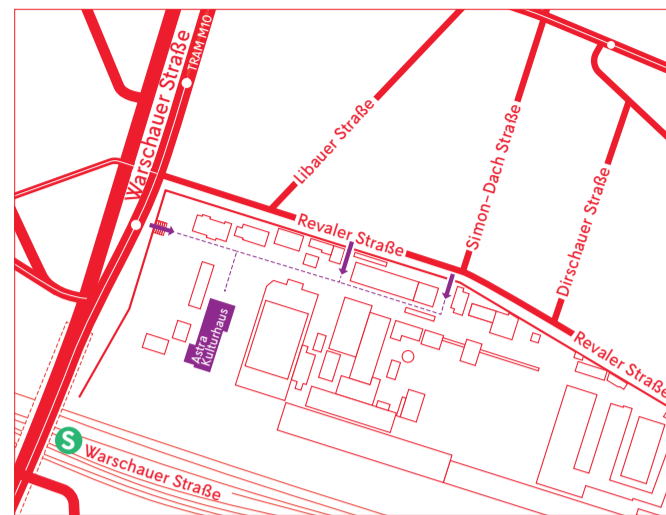 TRAM M10
Warschauer Straße
Libauer Straße
Simon-Dach Straße
Dirschauer Straße
Revaler Straße
Revaler Straße
Astra
Kulturhaus
S
Warschauer Straße